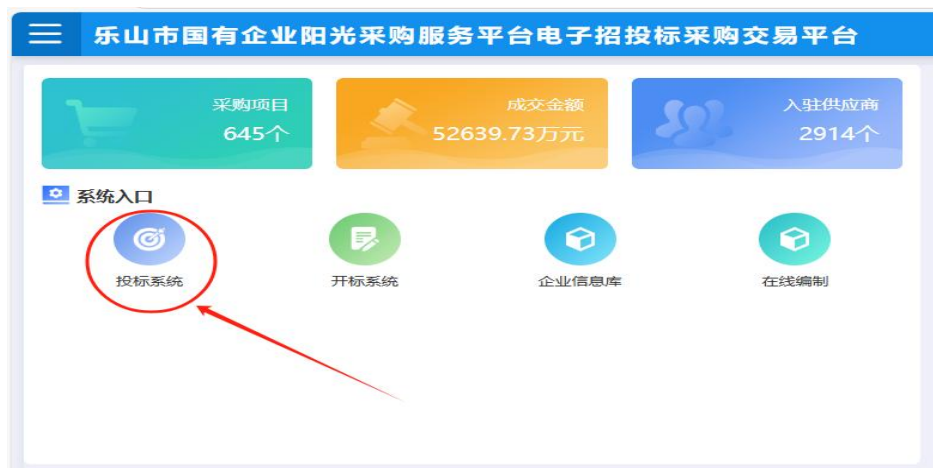 乐山市国有企业阳光采购服务平台电子招投标采购交易平台
采购项目
645个
成交金额
52639.73万元
入驻供应商
2914个
系统入口
投标系统
开标系统
企业信息库
在线编制